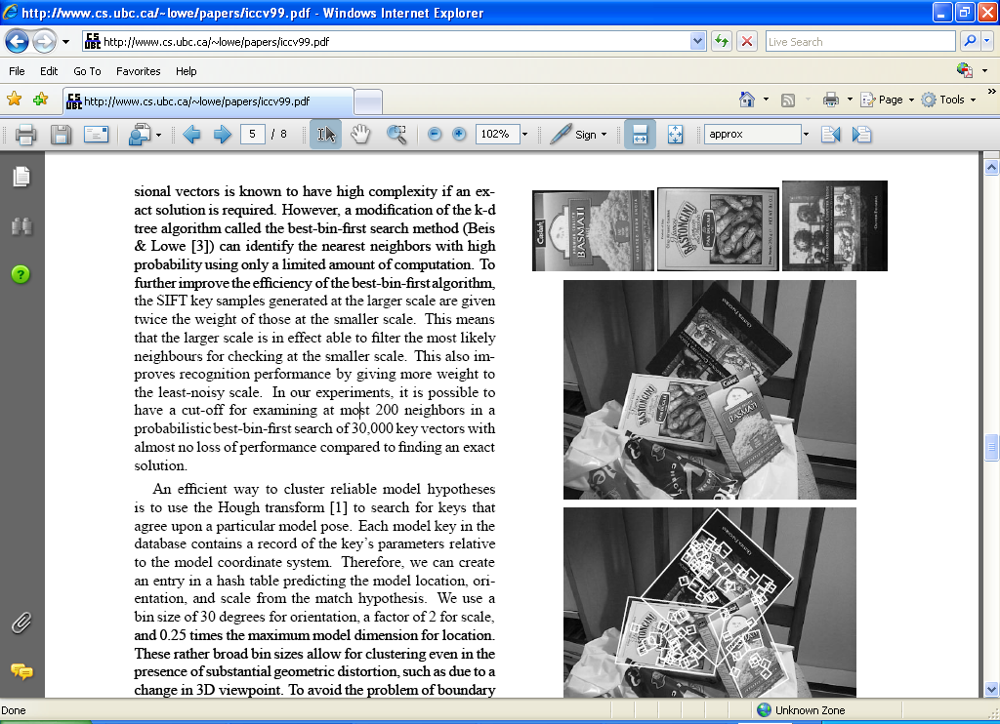 http://www.cs.ubc.ca/~lowe/papers/iccv99.pdf - Windows Internet Explorer
CS UBC http://www.cs.ubc.ca/~lowe/papers/iccv99.pdf
Live Search
File Edit Go To Favorites Help
CS UBC http://www.cs.ubc.ca/~lowe/papers/iccv99.pdf
Page Tools »
5 / 8 102% Sign approx
sional vectors is known to have high complexity if an ex-
act solution is required. However, a modification of the k-d
tree algorithm called the best-bin-first search method (Beis
& Lowe [3]) can identify the nearest neighbors with high
probability using only a limited amount of computation. To
further improve the efficiency of the best-bin-first algorithm,
the SIFT key samples generated at the larger scale are given
twice the weight of those at the smaller scale. This means
that the larger scale is in effect able to filter the most likely
neighbours for checking at the smaller scale. This also im-
proves recognition performance by giving more weight to
the least-noisy scale. In our experiments, it is possible to
have a cut-off for examining at most 200 neighbors in a
probabilistic best-bin-first search of 30,000 key vectors with
almost no loss of performance compared to finding an exact
solution.
An efficient way to cluster reliable model hypotheses
is to use the Hough transform [1] to search for keys that
agree upon a particular model pose. Each model key in the
database contains a record of the key's parameters relative
to the model coordinate system. Therefore, we can create
an entry in a hash table predicting the model location, ori-
entation, and scale from the match hypothesis. We use a
bin size of 30 degrees for orientation, a factor of 2 for scale,
and 0.25 times the maximum model dimension for location.
These rather broad bin sizes allow for clustering even in the
presence of substantial geometric distortion, such as due to a
change in 3D viewpoint. To avoid the problem of boundary
BASMATI
BASMATI
Done
Unknown Zone